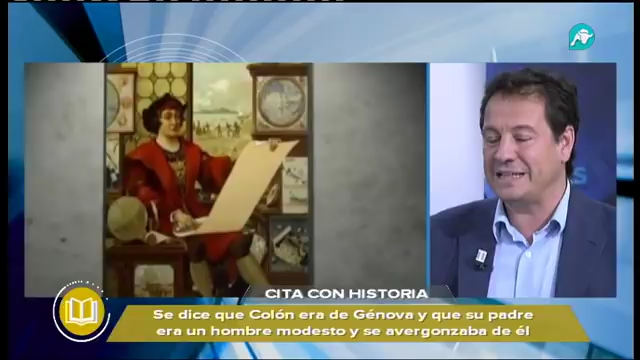 CITA CON HISTORIA
Se dice que Colón era de Génova y que su padre
era un hombre modesto y se avergonzaba de él